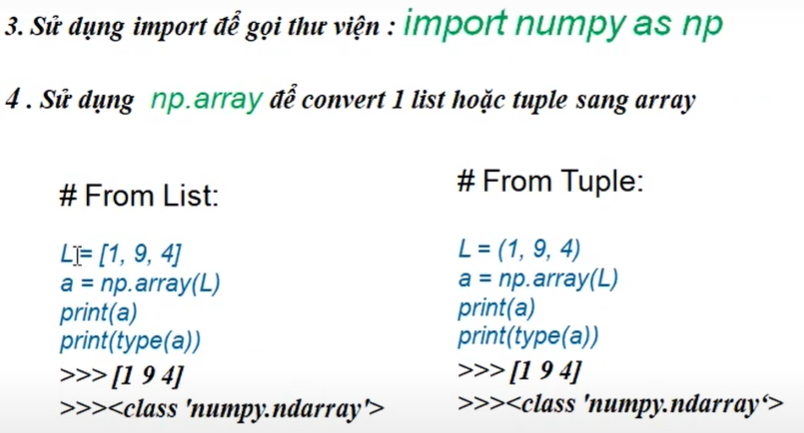 3. Sử dụng import để gọi thư viện : import numpy as np
4 . Sử dụng np.array để convert 1 list hoặc tuple sang array
# From List:
L = [1, 9, 4]
a = np.array(L)
print(a)
print(type(a))
>>> [1 9 4]
>>><class 'numpy.ndarray'>
# From Tuple:
L = (1, 9, 4)
a = np.array(L)
print(a)
print(type(a))
>>> [1 9 4]
>>><class 'numpy.ndarray‘>